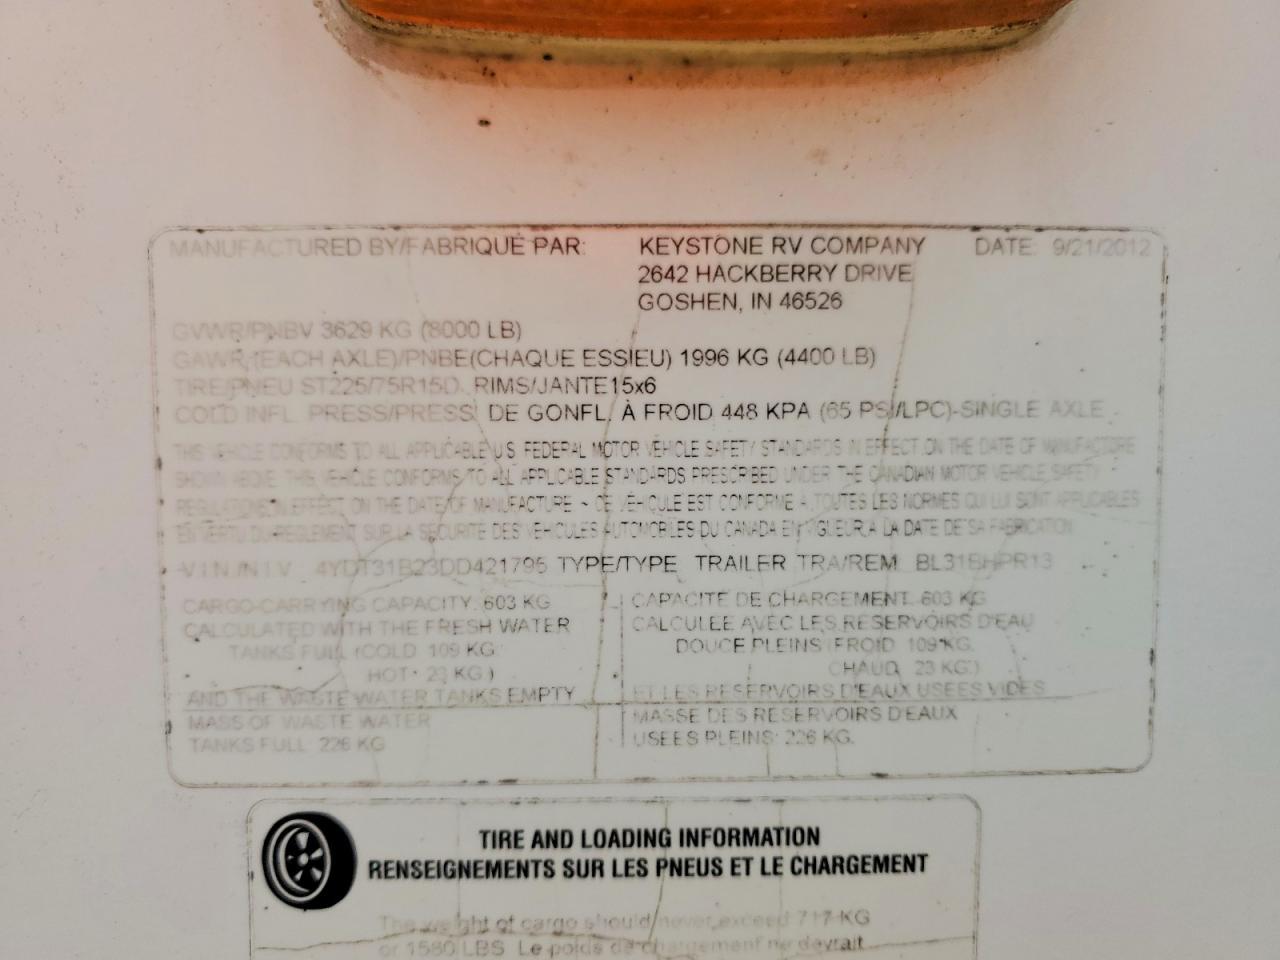 MANUFACTURED BY/FABRIQUÉ PAR: KEYSTONE RV COMPANY DATE: 9/21/2012
2642 HACKBERRY DRIVE
GOSHEN, IN 46526
GVWR/PNBV 3629 KG (8000 LB)
GAWR (EACH AXLE)/PNBE(CHAQUE ESSIEU) 1996 KG (4400 LB)
TIRE/PNEU ST225/75R15D RIMS/JANTE 15x6
COLD INFL. PRESS/PRESS. DE GONFL. À FROID 448 KPA (65 PSI/LPC)-SINGLE AXLE
THIS VEHICLE CONFORMS TO ALL APPLICABLE U.S. FEDERAL MOTOR VEHICLE SAFETY STANDARDS IN EFFECT ON THE DATE OF MANUFACTURE
SHOWN ABOVE. THIS VEHICLE CONFORMS TO ALL APPLICABLE STANDARDS PRESCRIBED UNDER THE CANADIAN MOTOR VEHICLE SAFETY
REGULATIONS IN EFFECT ON THE DATE OF MANUFACTURE ~ CE VÉHICULE EST CONFORME A TOUTES LES NORMES QUI LUI SONT APPLICABLES
EN VERTU DU REGLEMENT SUR LA SECURITE DES VEHICULES AUTOMOBILES DU CANADA EN VIGUEUR A LA DATE DE SA FABRICATION
V.I.N./N.I.V. 4YDT31B23DD421795 TYPE/TYPE TRAILER TRA/REM BL31BHPR13
CARGO-CARRYING CAPACITY: 603 KG
CALCULATED WITH THE FRESH WATER
TANKS FULL (COLD 109 KG
HOT: 23 KG.)
AND THE WASTE WATER TANKS EMPTY
MASS OF WASTE WATER
TANKS FULL: 226 KG
CAPACITÉ DE CHARGEMENT: 603 KG
CALCULEE AVEC LES RESERVOIRS D'EAU
DOUCE PLEINS (FROID 109 KG.
CHAUD 23 KG.)
ET LES RESERVOIRS D'EAUX USEES VIDES
MASSE DES RESERVOIRS D'EAUX
USEES PLEINS: 226 KG.
TIRE AND LOADING INFORMATION
RENSEIGNEMENTS SUR LES PNEUS ET LE CHARGEMENT
The weight of cargo should never exceed 717 KG
or 1580 LBS. Le poids de chargement ne devrait